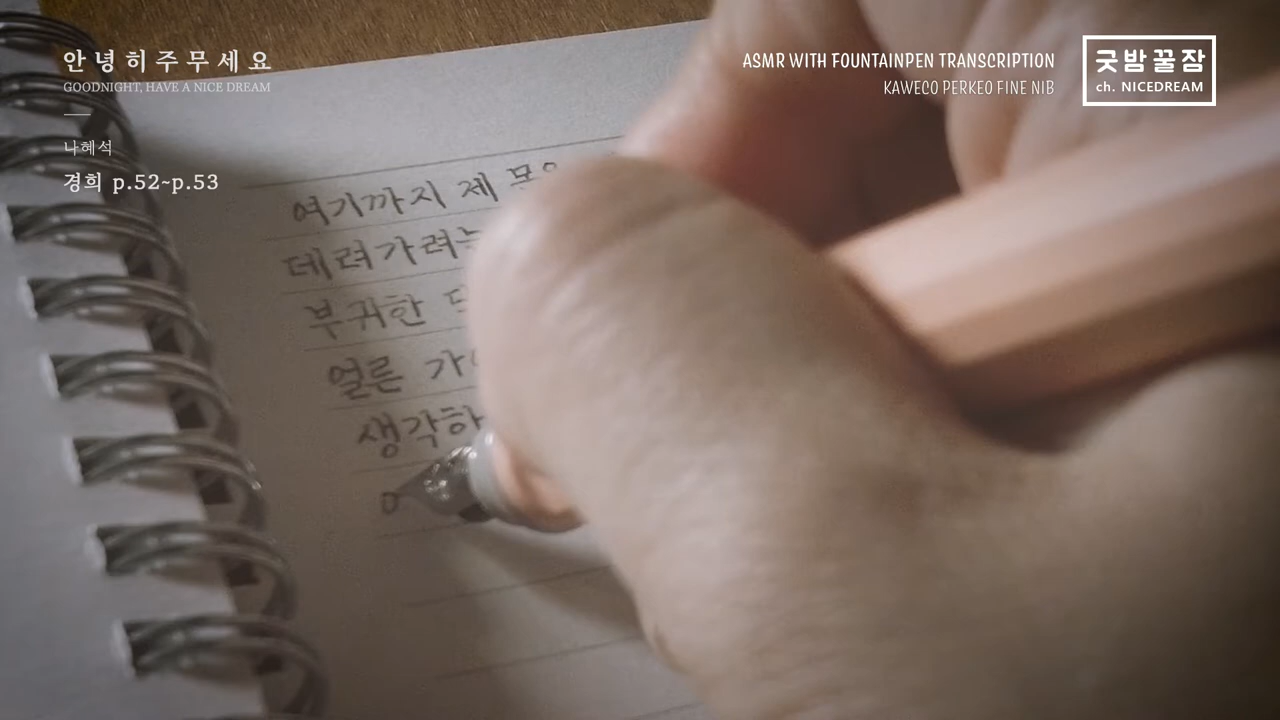 안녕히주무세요
GOODNIGHT, HAVE A NICE DREAM
나혜석
경희 p.52~p.53
ASMR WITH FOUNTAINPEN TRANSCRIPTION
KAWECO PERKEO FINE NIB
굿밤꿀잠
ch. NICEDREAM
여기까지 제
데려가려
부귀한
얼른
생각하